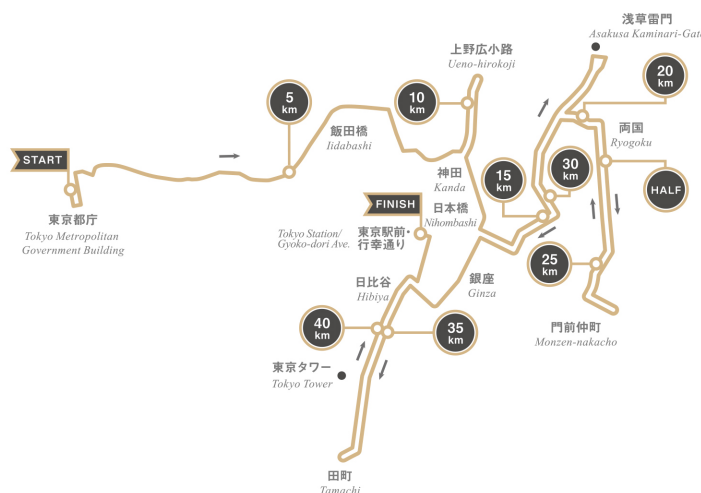 浅草雷門
Asakusa Kaminari-Gate
上野広小路
Ueno-hirokoji
20
km
5
km
10
km
飯田橋
Iidabashi
両国
Ryogoku
START
神田
Kanda
15
km
30
km
HALF
東京都庁
Tokyo Metropolitan
Government Building
FINISH
日本橋
Nihombashi
Tokyo Station/
Gyoko-dori Ave.
東京駅前・
行幸通り
25
km
日比谷
Hibiya
銀座
Ginza
門前仲町
Monzen-nakacho
40
km
35
km
東京タワー
Tokyo Tower
田町
Tamachi